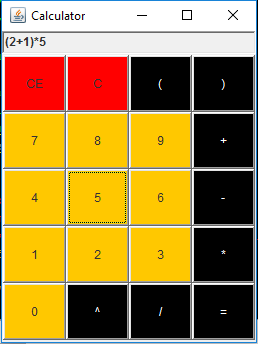 Calculator
(2+1)*5
CE C ( )
7 8 9 +
4 5 6 -
1 2 3 *
0 ^ / =